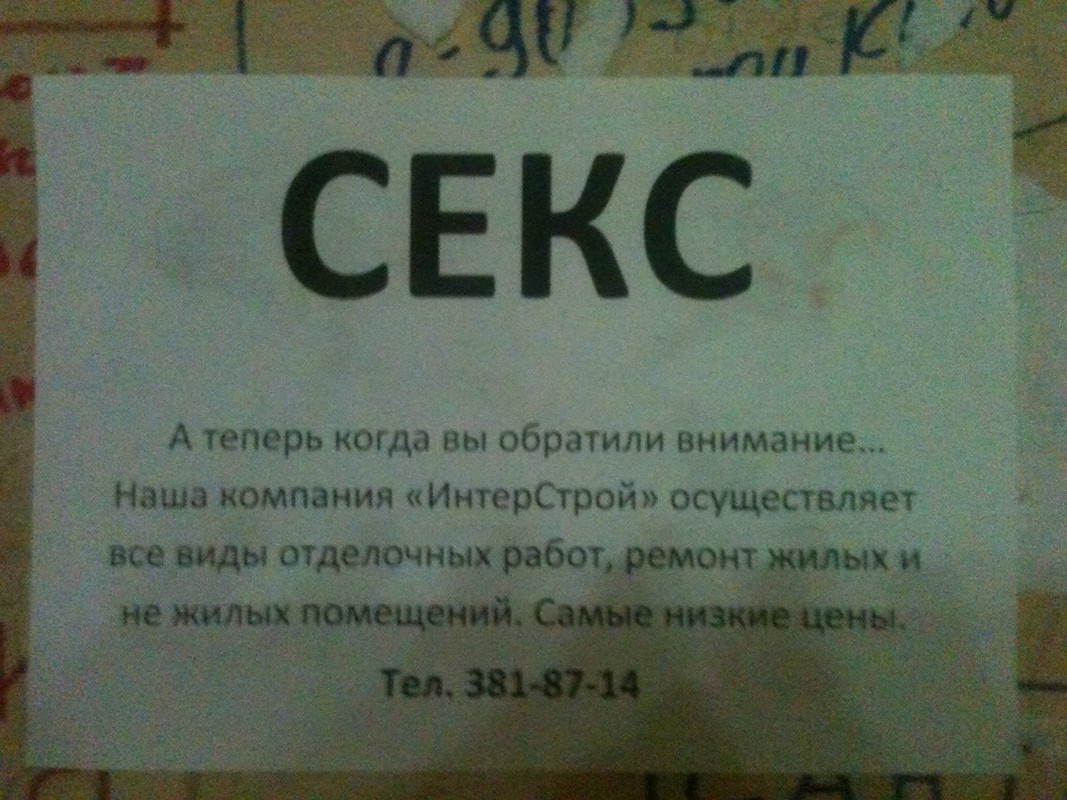 СЕКС
А теперь когда вы обратили внимание...
Наша компания «ИнтерСтрой» осуществляет
все виды отделочных работ, ремонт жилых и
не жилых помещений. Самые низкие цены.
Тел. 381-87-14